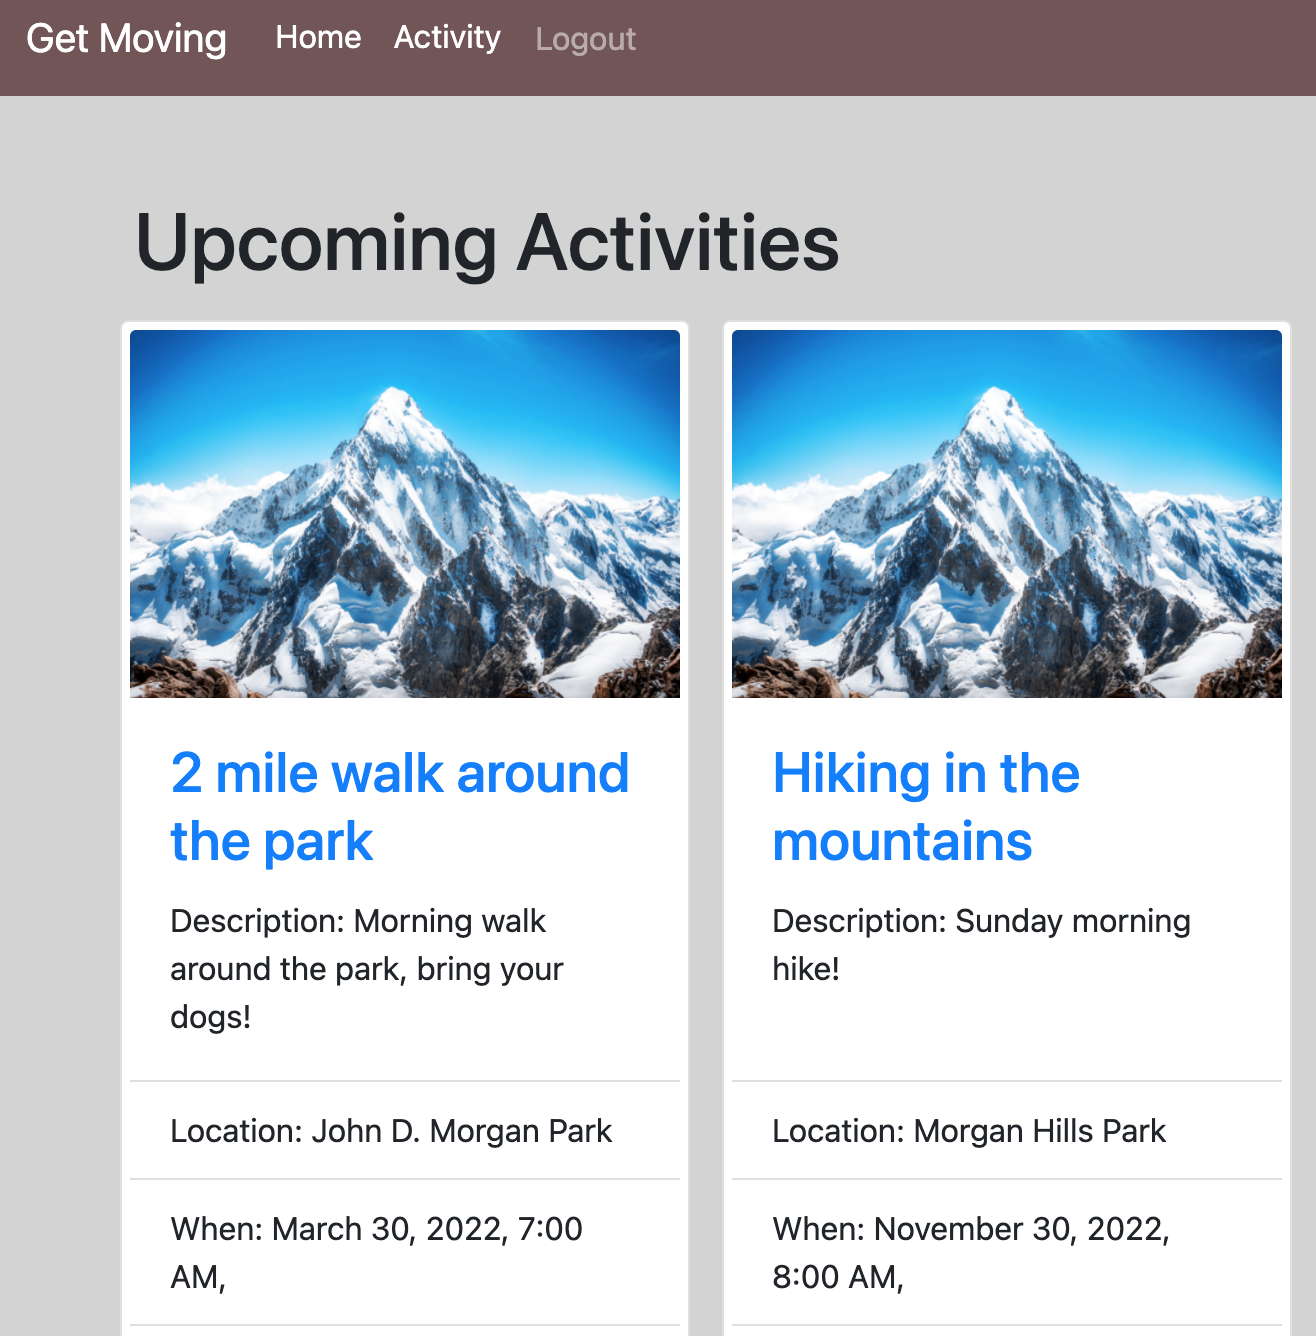 Get Moving Home Activity Logout
Upcoming Activities
2 mile walk around
the park
Description: Morning walk
around the park, bring your
dogs!
Location: John D. Morgan Park
When: March 30, 2022, 7:00
AM,
Hiking in the
mountains
Description: Sunday morning
hike!
Location: Morgan Hills Park
When: November 30, 2022,
8:00 AM,